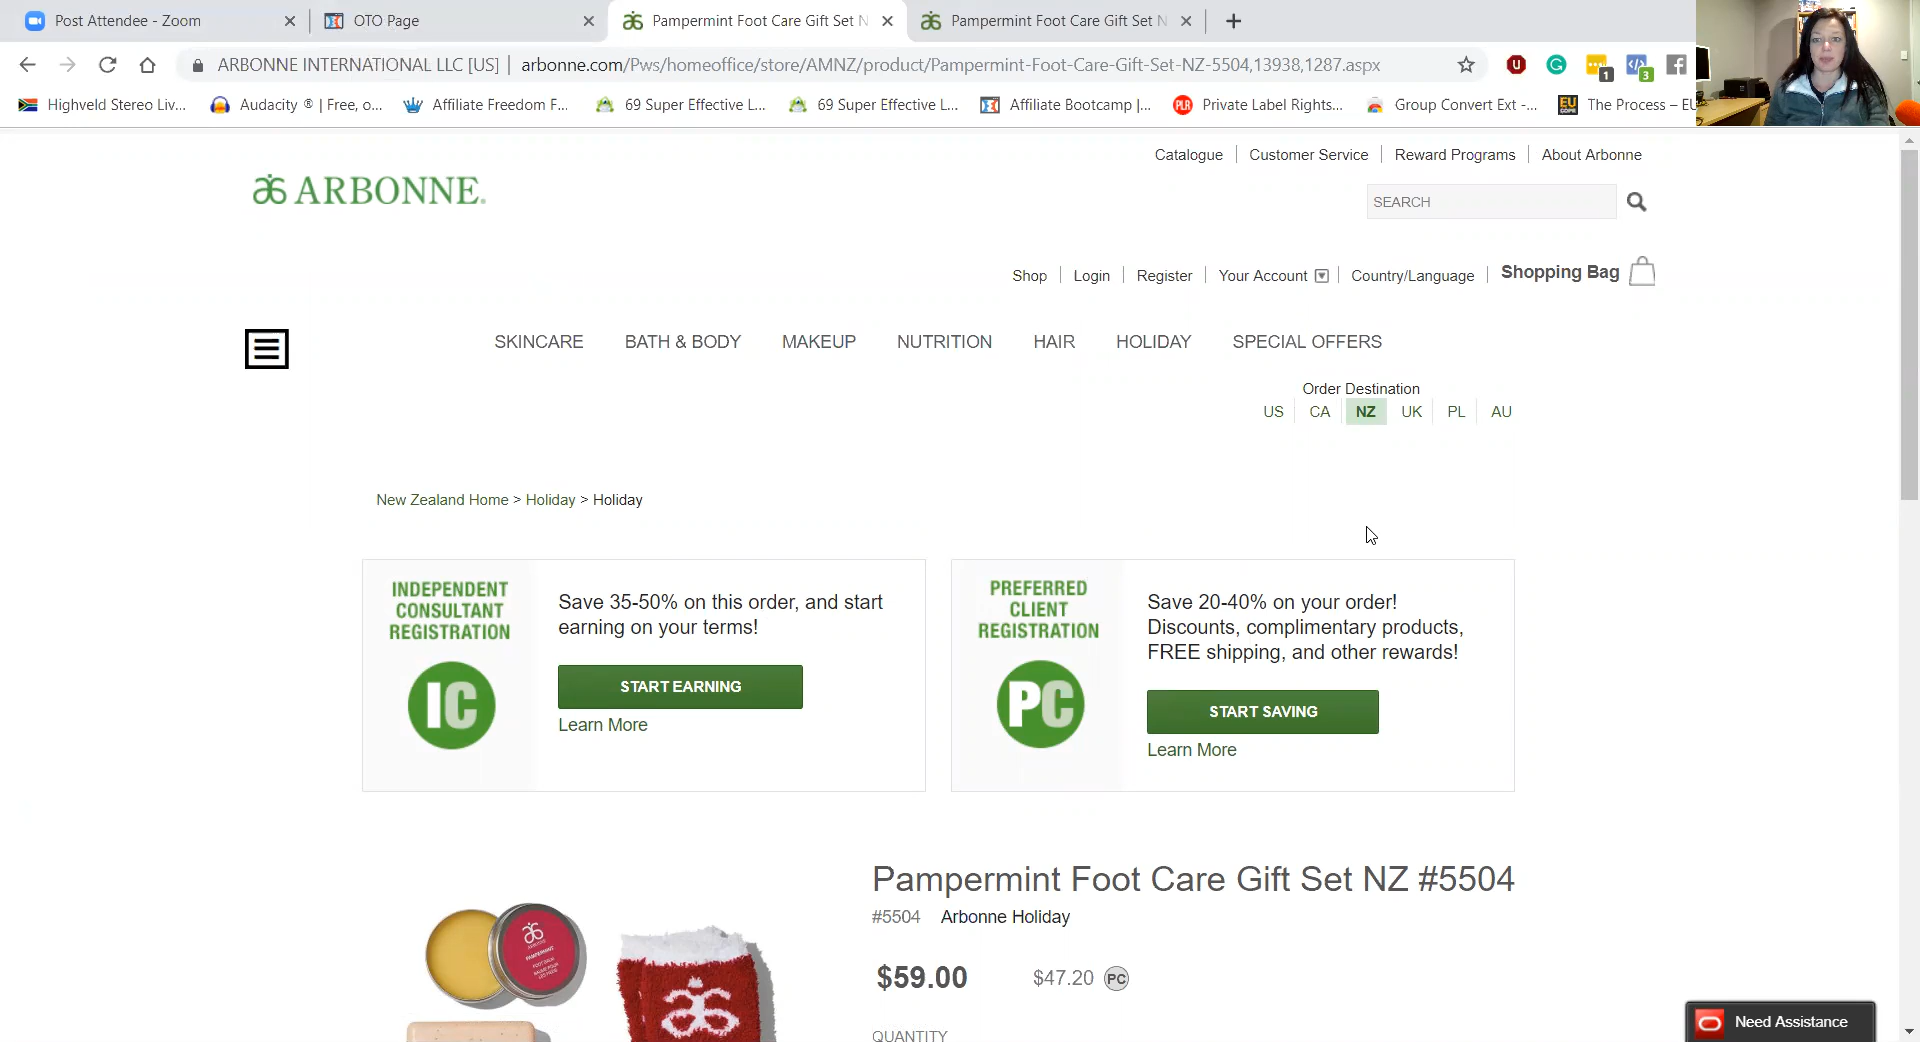 Post Attendee - Zoom
OTO Page
Pampermint Foot Care Gift Set N
Pampermint Foot Care Gift Set N
ARBONNE INTERNATIONAL LLC [US] | arbonne.com/Pws/homeoffice/store/AMNZ/product/Pampermint-Foot-Care-Gift-Set-NZ-5504,13938,1287.aspx
1
3
Highveld Stereo Liv...
Audacity ® | Free, o...
Affiliate Freedom F...
69 Super Effective L...
69 Super Effective L...
Affiliate Bootcamp |...
PLR
Private Label Rights...
Group Convert Ext -...
The Process – EU
Catalogue
Customer Service
Reward Programs
About Arbonne
ARBONNE.
SEARCH
Shop
Login
Register
Your Account
Country/Language
Shopping Bag
SKINCARE
BATH & BODY
MAKEUP
NUTRITION
HAIR
HOLIDAY
SPECIAL OFFERS
Order Destination
US CA NZ UK PL AU
New Zealand Home > Holiday > Holiday
INDEPENDENT
CONSULTANT
REGISTRATION
IC
Save 35-50% on this order, and start
earning on your terms!
START EARNING
Learn More
PREFERRED
CLIENT
REGISTRATION
PC
Save 20-40% on your order!
Discounts, complimentary products,
FREE shipping, and other rewards!
START SAVING
Learn More
Pampermint Foot Care Gift Set NZ #5504
#5504 Arbonne Holiday
$59.00 $47.20 PC
QUANTITY
ARBONNE
PAMPERMINT
Need Assistance